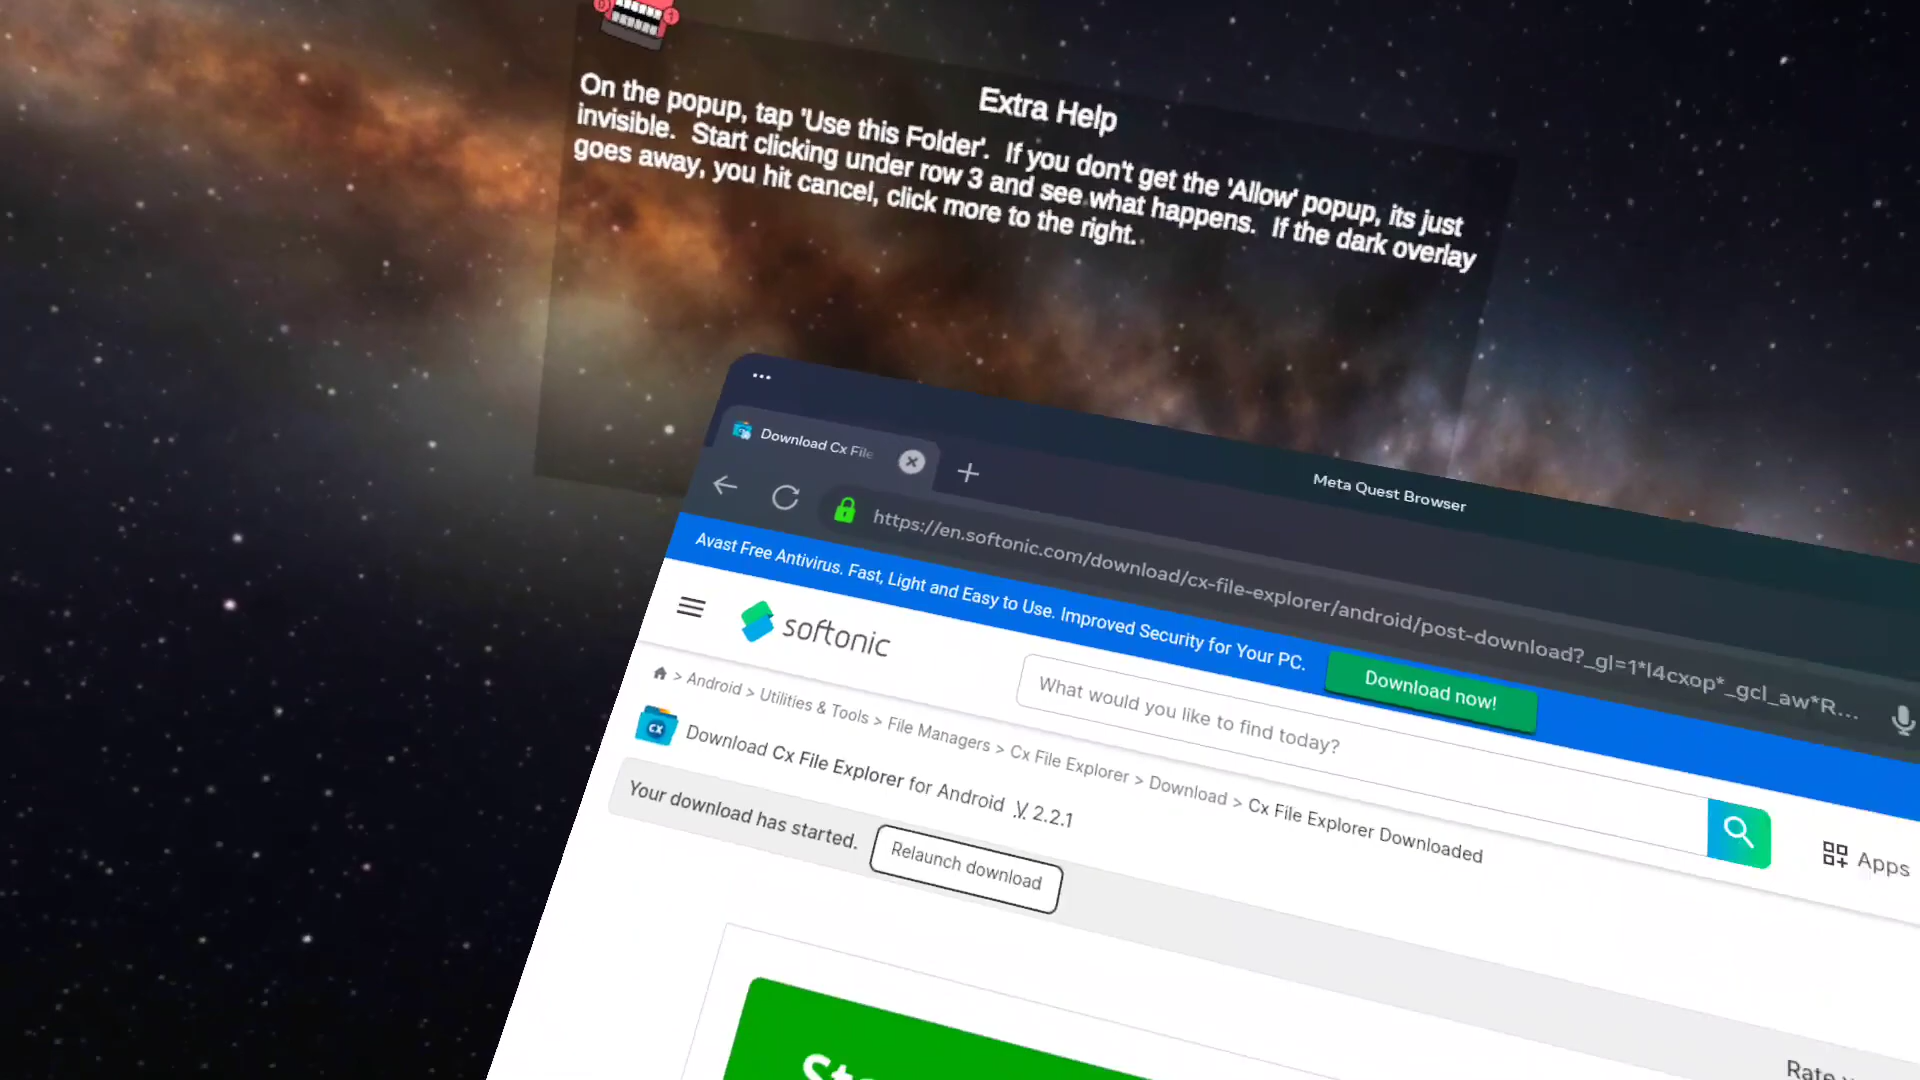 Extra Help
On the popup, tap 'Use this Folder'. If you don't get the 'Allow' popup, its just
invisible. Start clicking under row 3 and see what happens. If the dark overlay
goes away, you hit cancel, click more to the right.
Meta Quest Browser
Download Cx File
https://en.softonic.com/download/cx-file-explorer/android/post-download?_gl=1*l4cxop*_gcl_aw*R...
Avast Free Antivirus. Fast, Light and Easy to Use. Improved Security for Your PC.
Download now!
softonic
What would you like to find today?
Apps
> Android > Utilities & Tools > File Managers > Cx File Explorer > Download > Cx File Explorer Downloaded
CX
Download Cx File Explorer for Android V 2.2.1
Your download has started.
Relaunch download
Rate